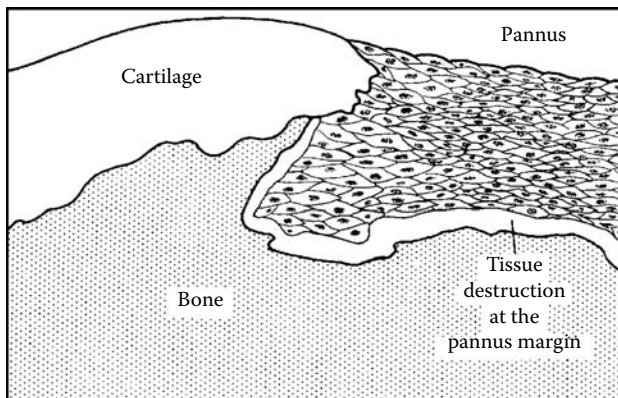 Pannus
Cartilage
Bone
Tissue
destruction
at the
pannus margin